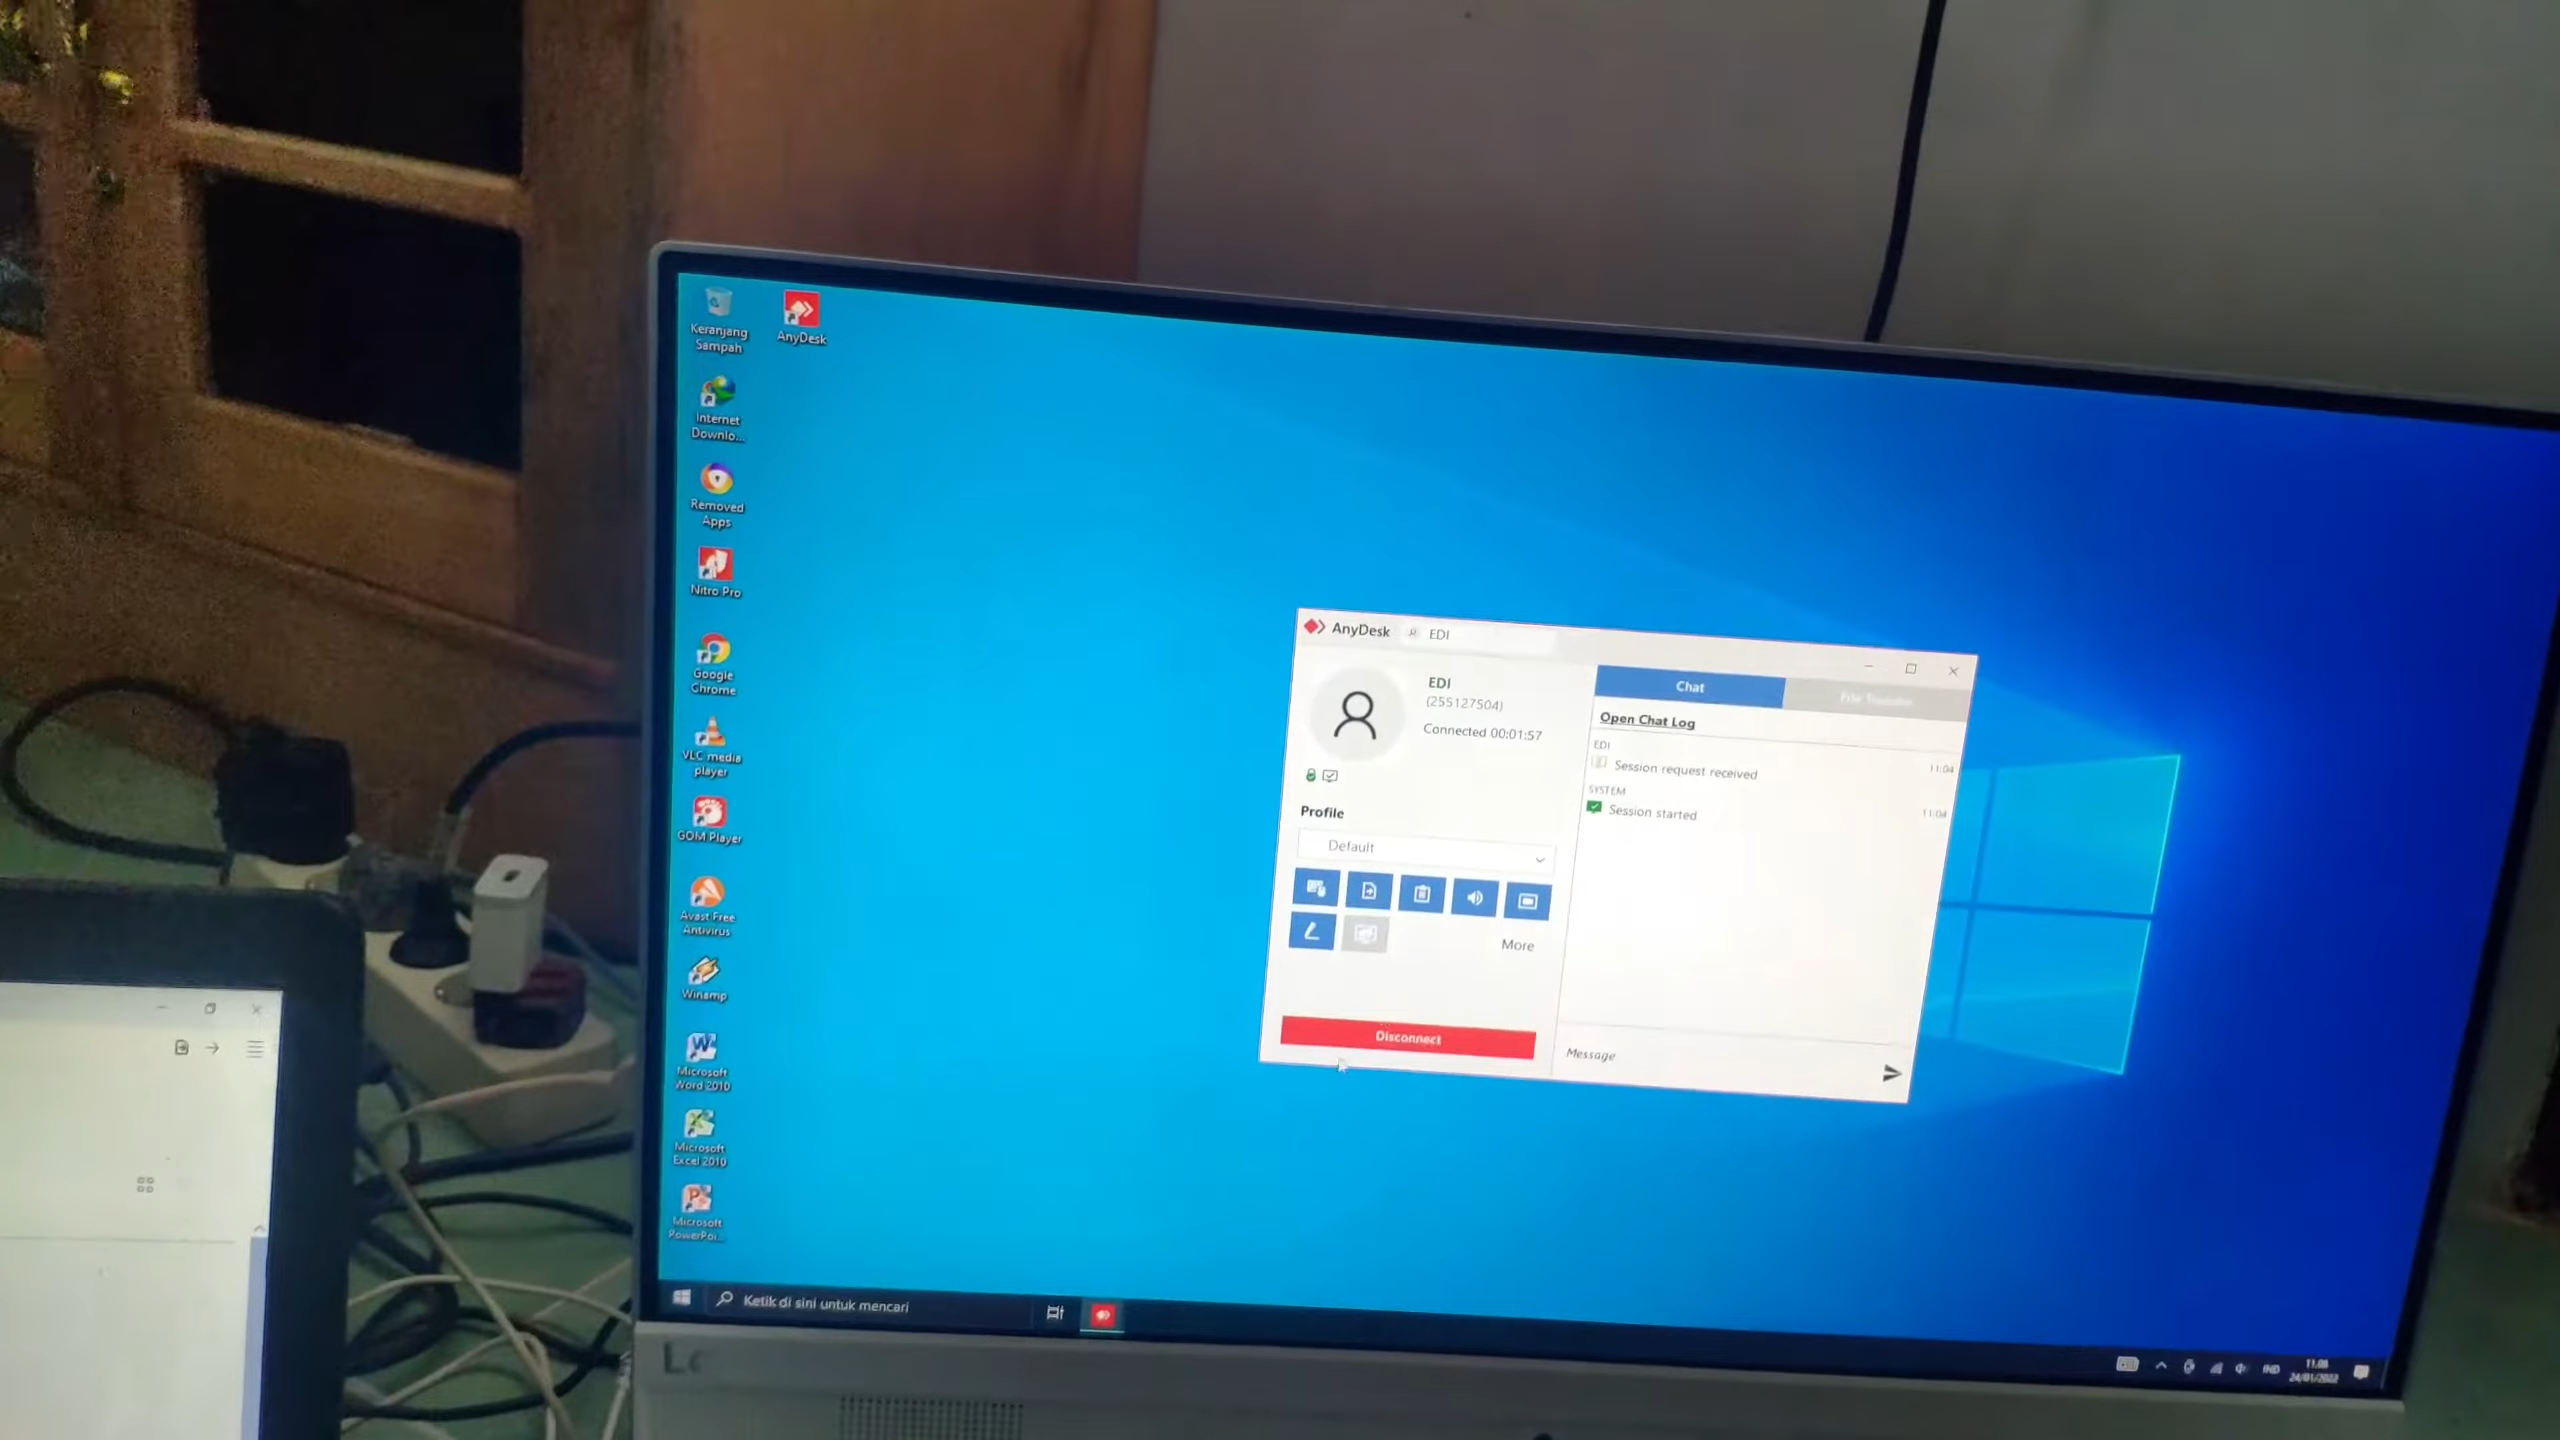 Keranjang
Sampah
AnyDesk
Internet
Downlo...
Removed
Apps
Nitro Pro
Google
Chrome
VLC media
player
GOM Player
Avast Free
Antivirus
Winamp
Microsoft
Word 2010
Microsoft
Excel 2010
Microsoft
PowerPoi...
AnyDesk EDI
EDI
(255127504)
Connected 00:01:57
Profile
Default
More
Disconnect
Chat
Open Chat Log
EDI
Session request received 11:04
SYSTEM
Session started 11:04
Message
Ketik di sini untuk mencari
IND
24/01/2022